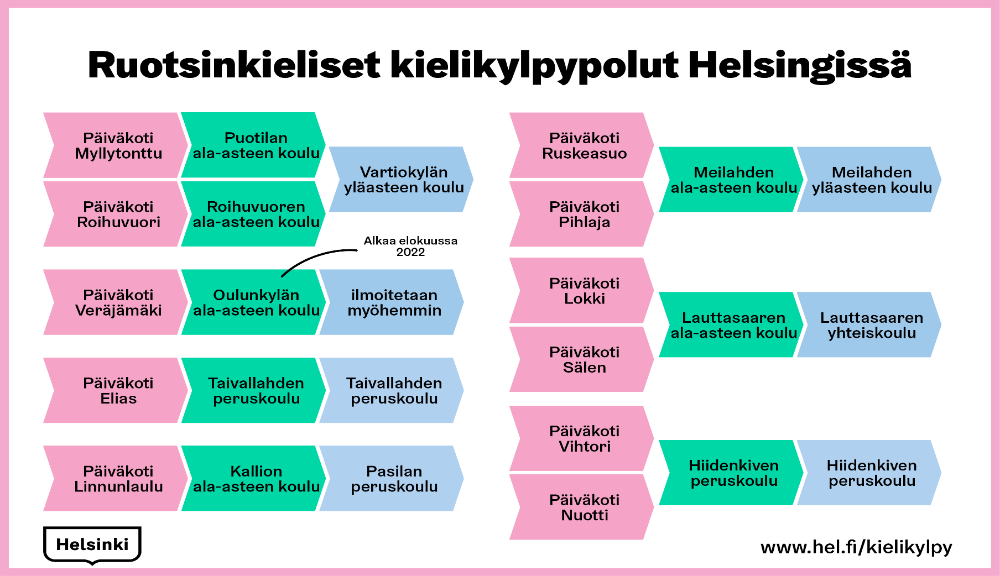 Ruotsinkieliset kielikylpypolut Helsingissä
Päiväkoti
Myllytonttu
Puotilan
ala-asteen koulu
Päiväkoti
Roihuvuori
Roihuvuoren
ala-asteen koulu
Vartiokylän
yläasteen koulu
Alkaa elokuussa
2022
Päiväkoti
Veräjämäki
Oulunkylän
ala-asteen koulu
ilmoitetaan
myöhemmin
Päiväkoti
Elias
Taivallahden
peruskoulu
Taivallahden
peruskoulu
Päiväkoti
Linnunlaulu
Kallion
ala-asteen koulu
Pasilan
peruskoulu
Päiväkoti
Ruskeasuo
Päiväkoti
Pihlaja
Meilahden
ala-asteen koulu
Meilahden
yläasteen koulu
Päiväkoti
Lokki
Päiväkoti
Sälen
Lauttasaaren
ala-asteen koulu
Lauttasaaren
yhteiskoulu
Päiväkoti
Vihtori
Päiväkoti
Nuotti
Hiidenkiven
peruskoulu
Hiidenkiven
peruskoulu
Helsinki
www.hel.fi/kielikylpy